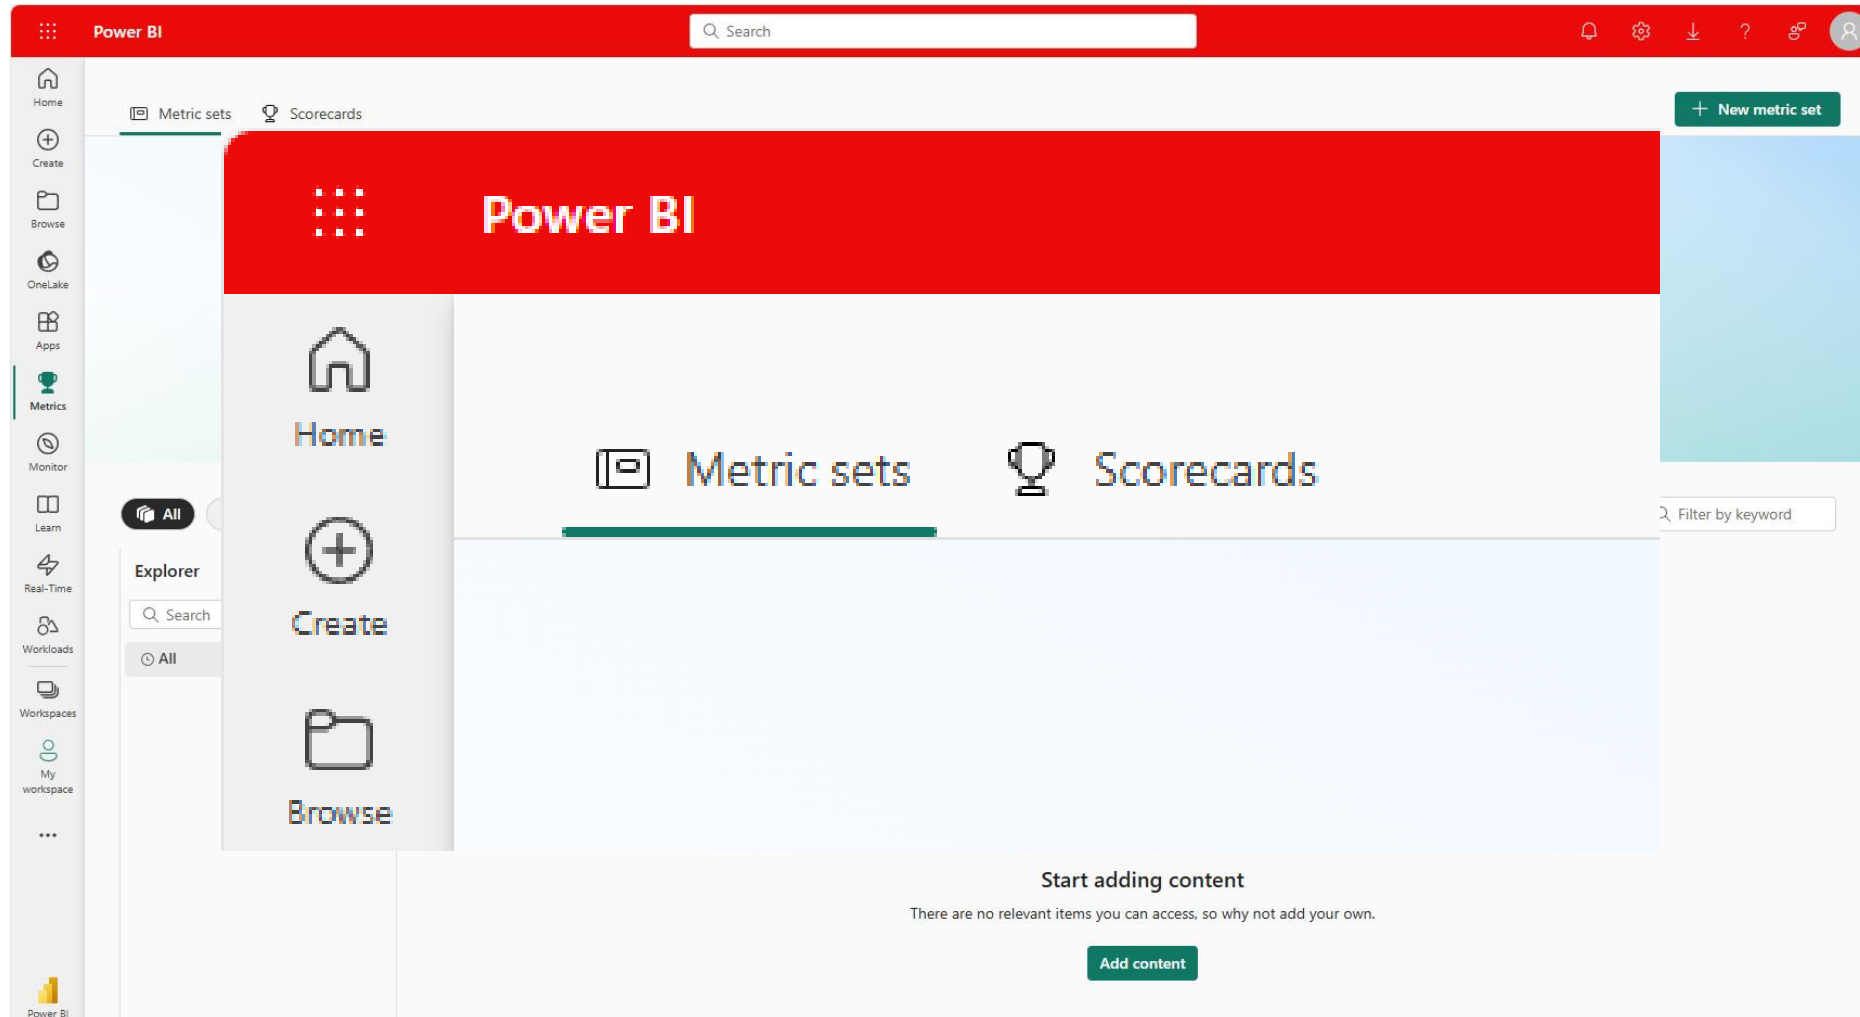 Power BI
Search
?
Home
Create
Browse
OneLake
Apps
Metrics
Monitor
Learn
Real-Time
Workloads
Workspaces
My
workspace
Power BI
Metric sets
Scorecards
New metric set
Power BI
Home
Create
Browse
Metric sets
Scorecards
All
Filter by keyword
Explorer
Search
All
Start adding content
There are no relevant items you can access, so why not add your own.
Add content